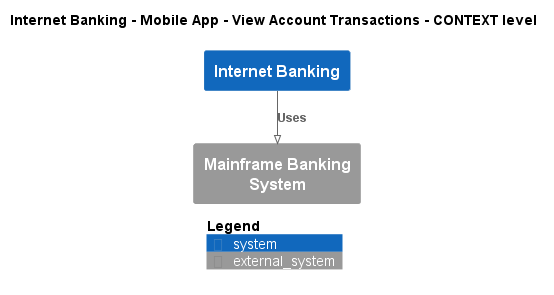 Internet Banking - Mobile App - View Account Transactions - CONTEXT level
Internet Banking
Uses
Mainframe Banking
System
Legend
system
external_system